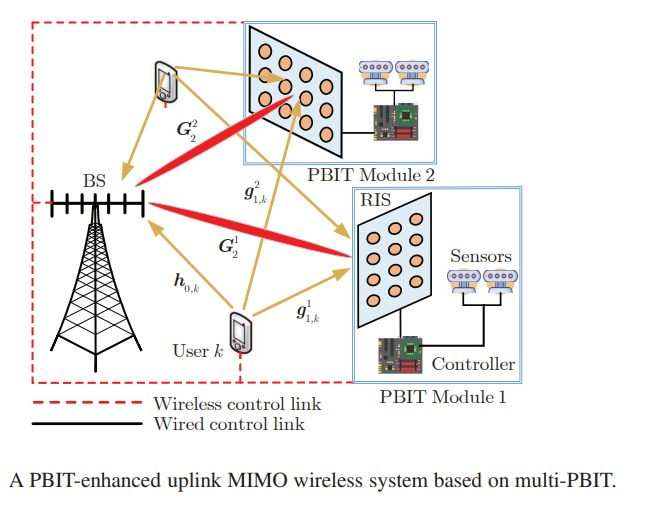 G_2^2
BS
PBIT Module 2
g_{1,k}^2
RIS
G_2^1
Sensors
h_{0,k}
g_{1,k}^1
User k
Controller
PBIT Module 1
Wireless control link
Wired control link
A PBIT-enhanced uplink MIMO wireless system based on multi-PBIT.